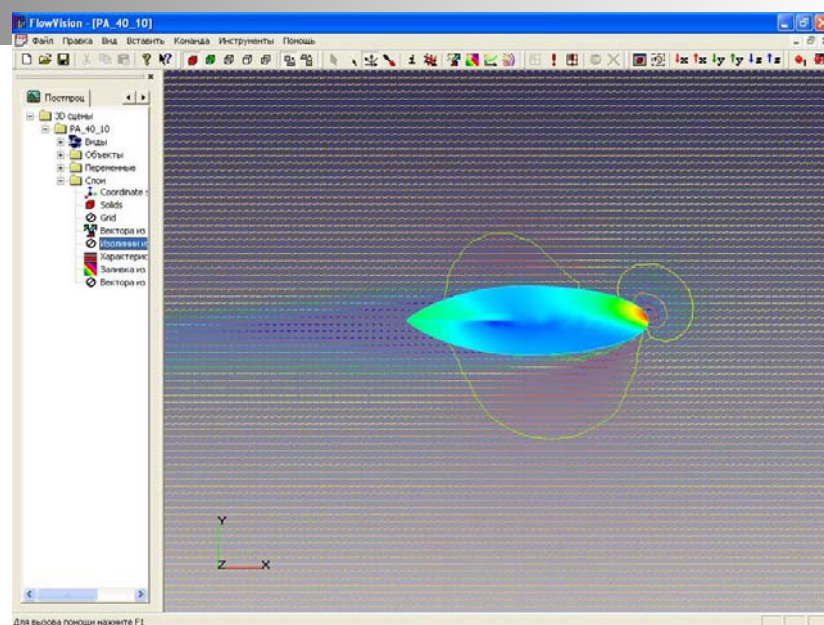 FlowVision - [PA_40_10]
Файл Правка Вид Вставить Команда Инструменты Помощь
Постпроц
3D сцены
PA_40_10
Виды
Объекты
Переменные
Слои
Coordinate s
Solids
Grid
Вектора из
Изолинии из
Характерис
Заливка из
Вектора из
Y
Z X
Для вызова помощи нажмите F1